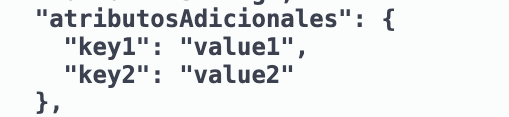 "atributosAdicionales": {
"key1": "value1",
"key2": "value2"
},